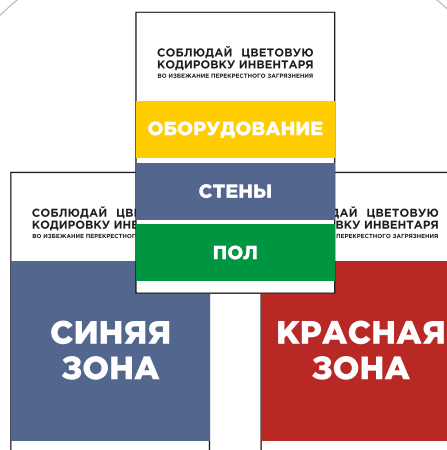 СОБЛЮДАЙ ЦВЕТОВУЮ
КОДИРОВКУ ИНВЕНТАРЯ
ВО ИЗБЕЖАНИЕ ПЕРЕКРЕСТНОГО ЗАГРЯЗНЕНИЯ
ОБОРУДОВАНИЕ
СТЕНЫ
ПОЛ
СОБЛЮДАЙ
КОДИРОВКУ
ВО ИЗБЕЖАНИЕ
СИНЯЯ
ЗОНА
ЦВЕТОВУЮ
ИНВЕНТАРЯ
ПЕРЕКРЕСТНОГО ЗАГРЯЗНЕНИЯ
КРАСНАЯ
ЗОНА